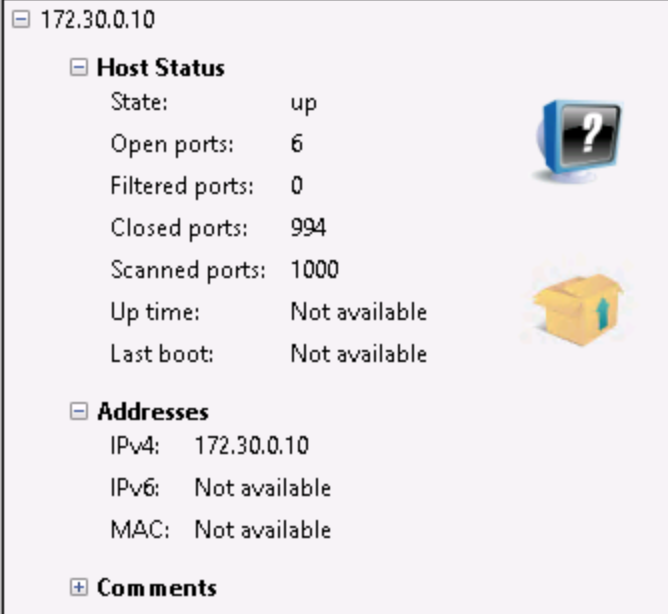 172.30.0.10
Host Status
State: up
Open ports: 6
Filtered ports: 0
Closed ports: 994
Scanned ports: 1000
Up time: Not available
Last boot: Not available
Addresses
IPv4: 172.30.0.10
IPv6: Not available
MAC: Not available
Comments